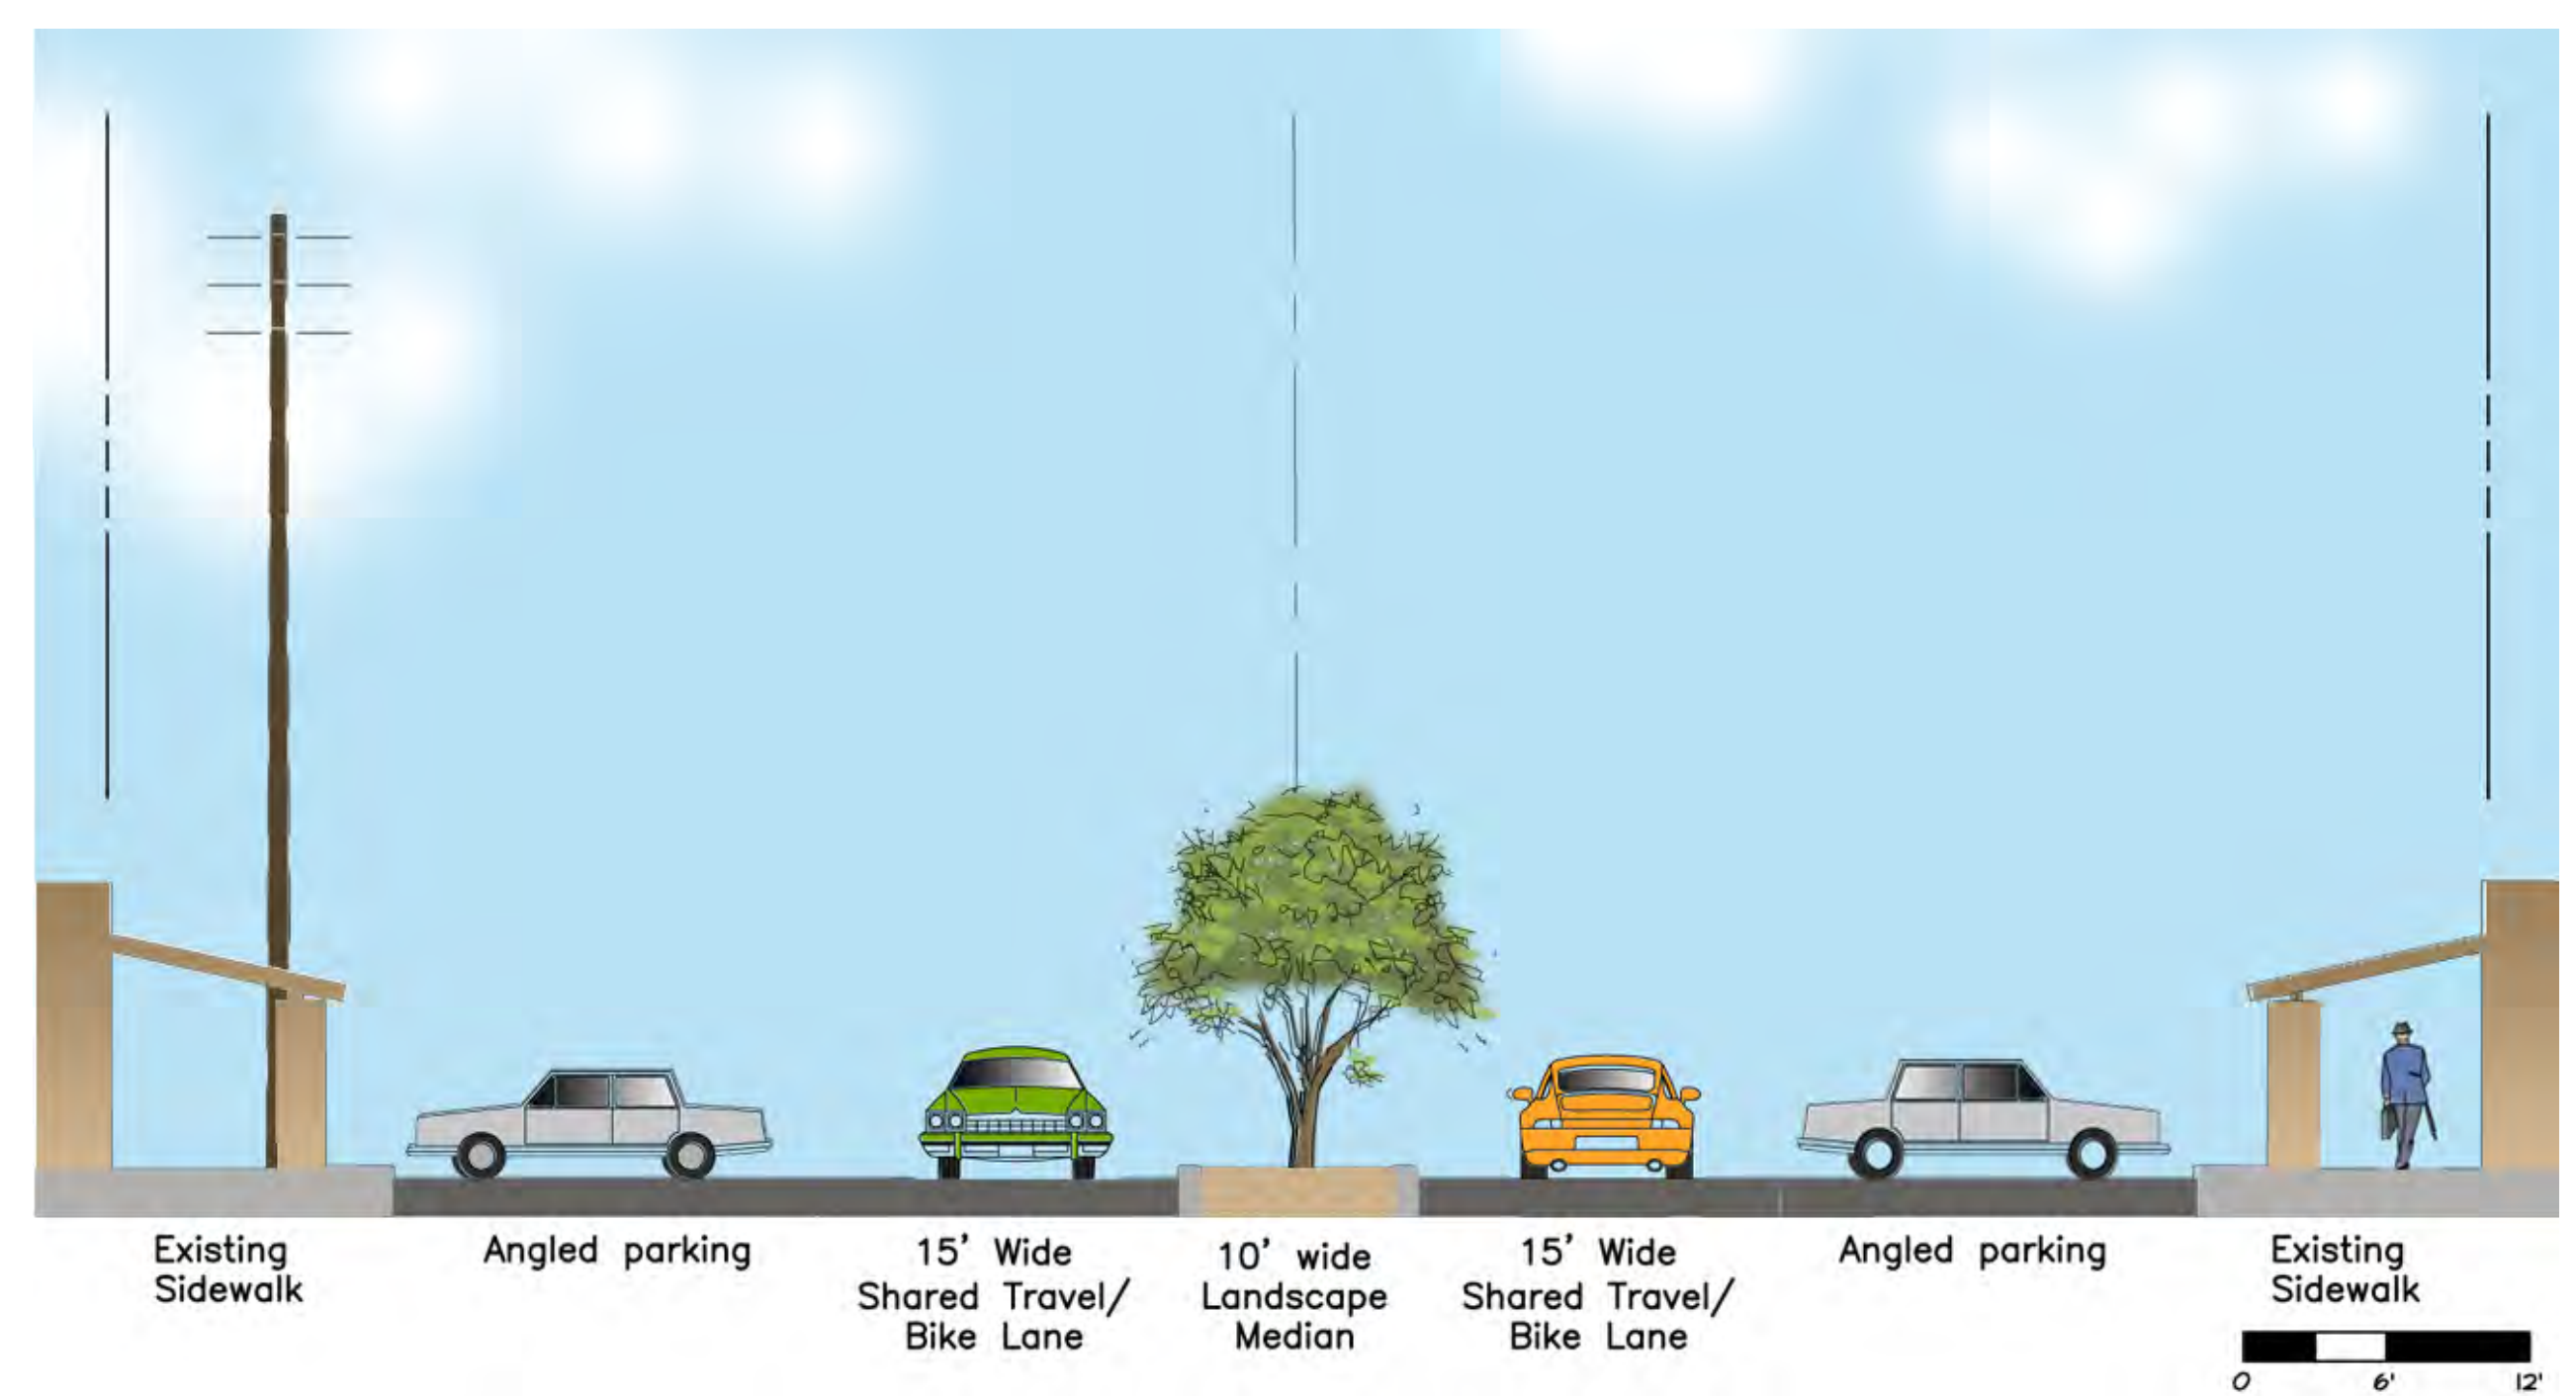 Existing
Sidewalk
Angled parking
15' Wide
Shared Travel/
Bike Lane
10' wide
Landscape
Median
15' Wide
Shared Travel/
Bike Lane
Angled parking
Existing
Sidewalk
0 6' 12'